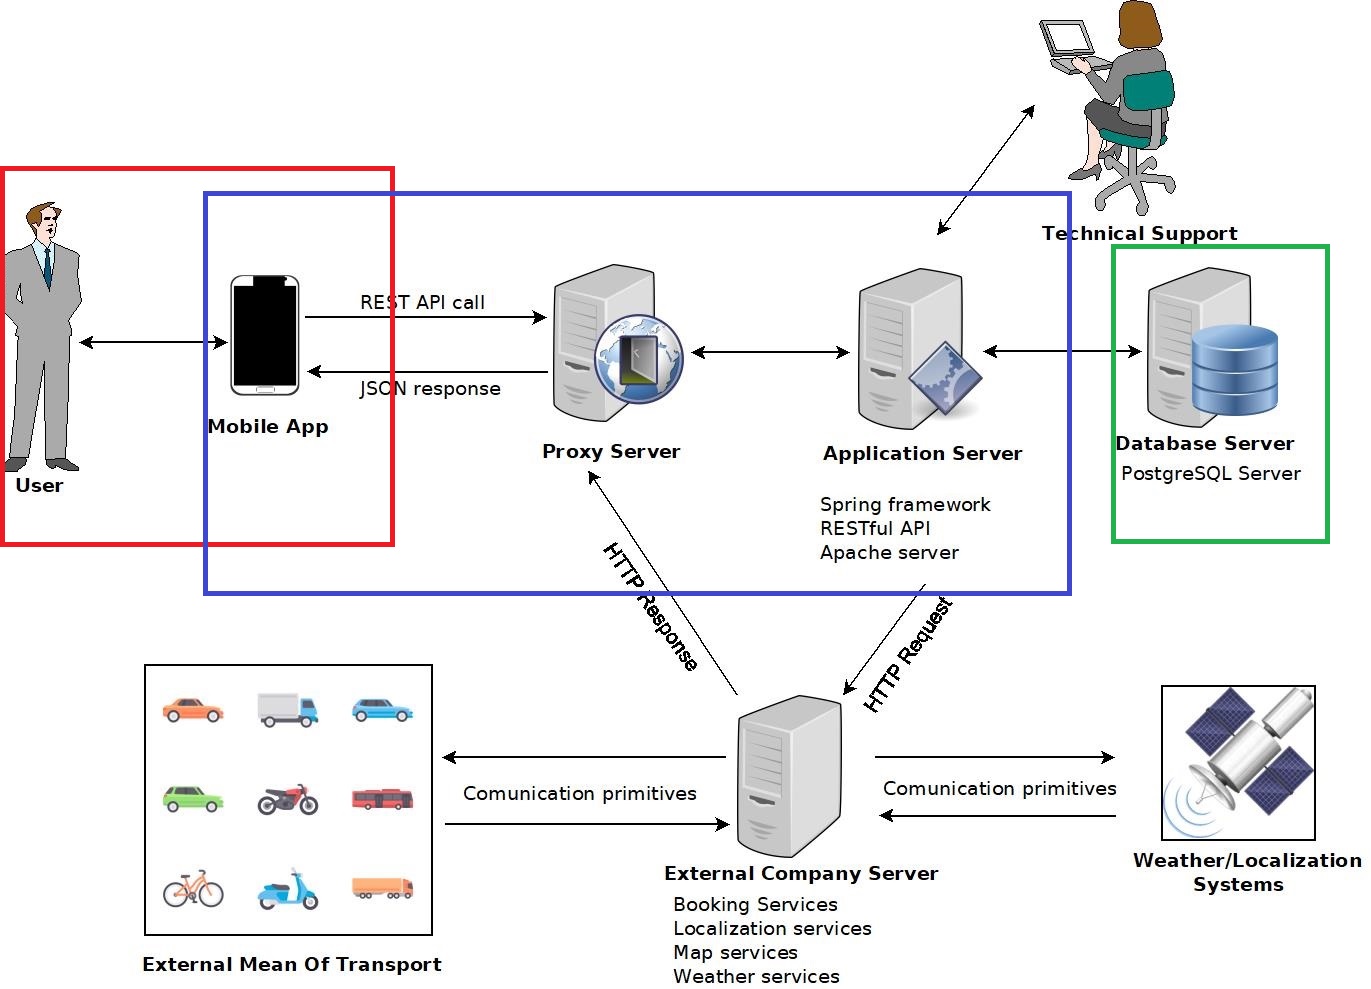 Technical Support
REST API call
JSON response
Mobile App
User
Proxy Server
Application Server
Spring framework
RESTful API
Apache server
Database Server
PostgreSQL Server
HTTP Response
HTTP Request
Comunication primitives
Comunication primitives
External Company Server
Booking Services
Localization services
Map services
Weather services
Weather/Localization
Systems
External Mean Of Transport